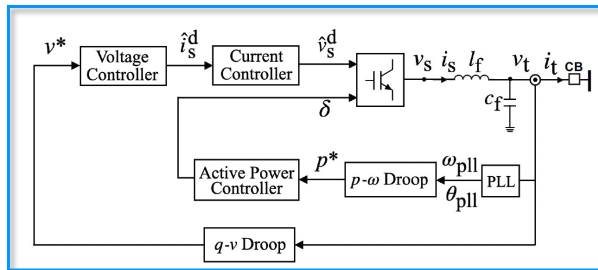 v*
Voltage
Controller
î_s^d
Current
Controller
v̂_s^d
v_s
i_s
l_f
v_t
i_t
CB
c_f
δ
Active Power
Controller
p*
p-ω Droop
ω_pll
θ_pll
PLL
q-v Droop